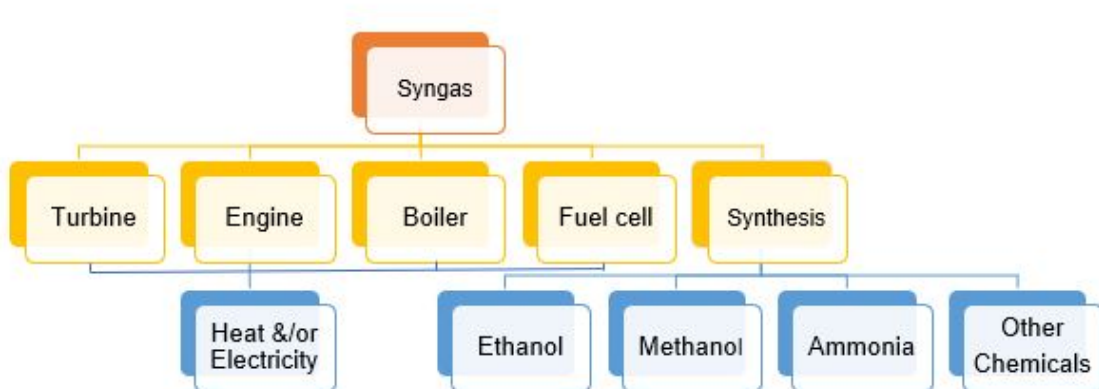 Syngas
Turbine
Engine
Boiler
Fuel cell
Synthesis
Heat &/or
Electricity
Ethanol
Methanol
Ammonia
Other
Chemicals